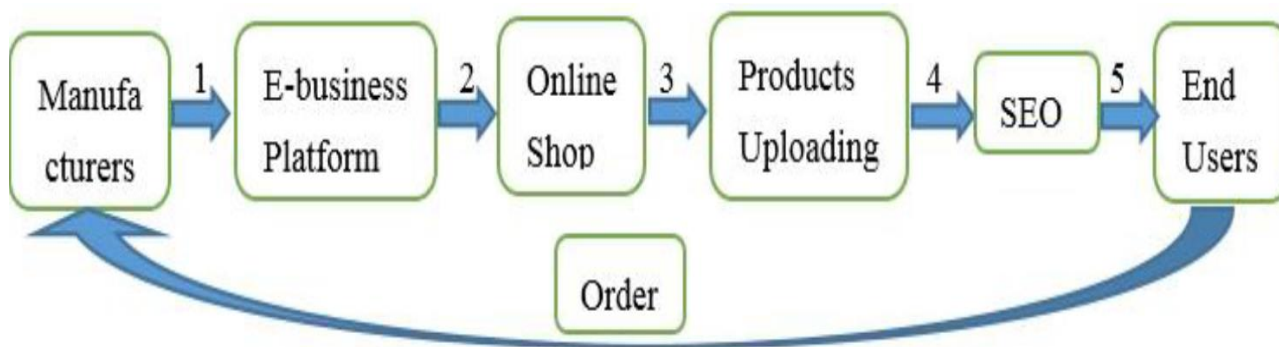 Manufa
cturers
1
E-business
Platform
2
Online
Shop
3
Products
Uploading
4
SEO
5
End
Users
Order